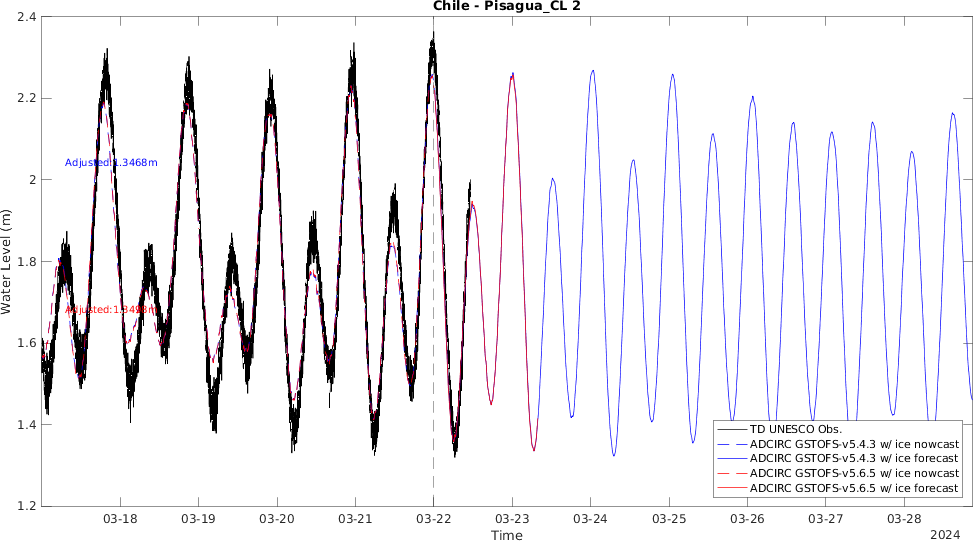 Chile - Pisagua_CL 2
2.4
2.2
2
1.8
1.6
1.4
1.2
Water Level (m)
Adjusted:1.3468m
Adjusted:1.3493m
TD UNESCO Obs.
ADCIRC GSTOFS-v5.4.3 w/ ice nowcast
ADCIRC GSTOFS-v5.4.3 w/ ice forecast
ADCIRC GSTOFS-v5.6.5 w/ ice nowcast
ADCIRC GSTOFS-v5.6.5 w/ ice forecast
03-18 03-19 03-20 03-21 03-22 03-23 03-24 03-25 03-26 03-27 03-28
Time
2024